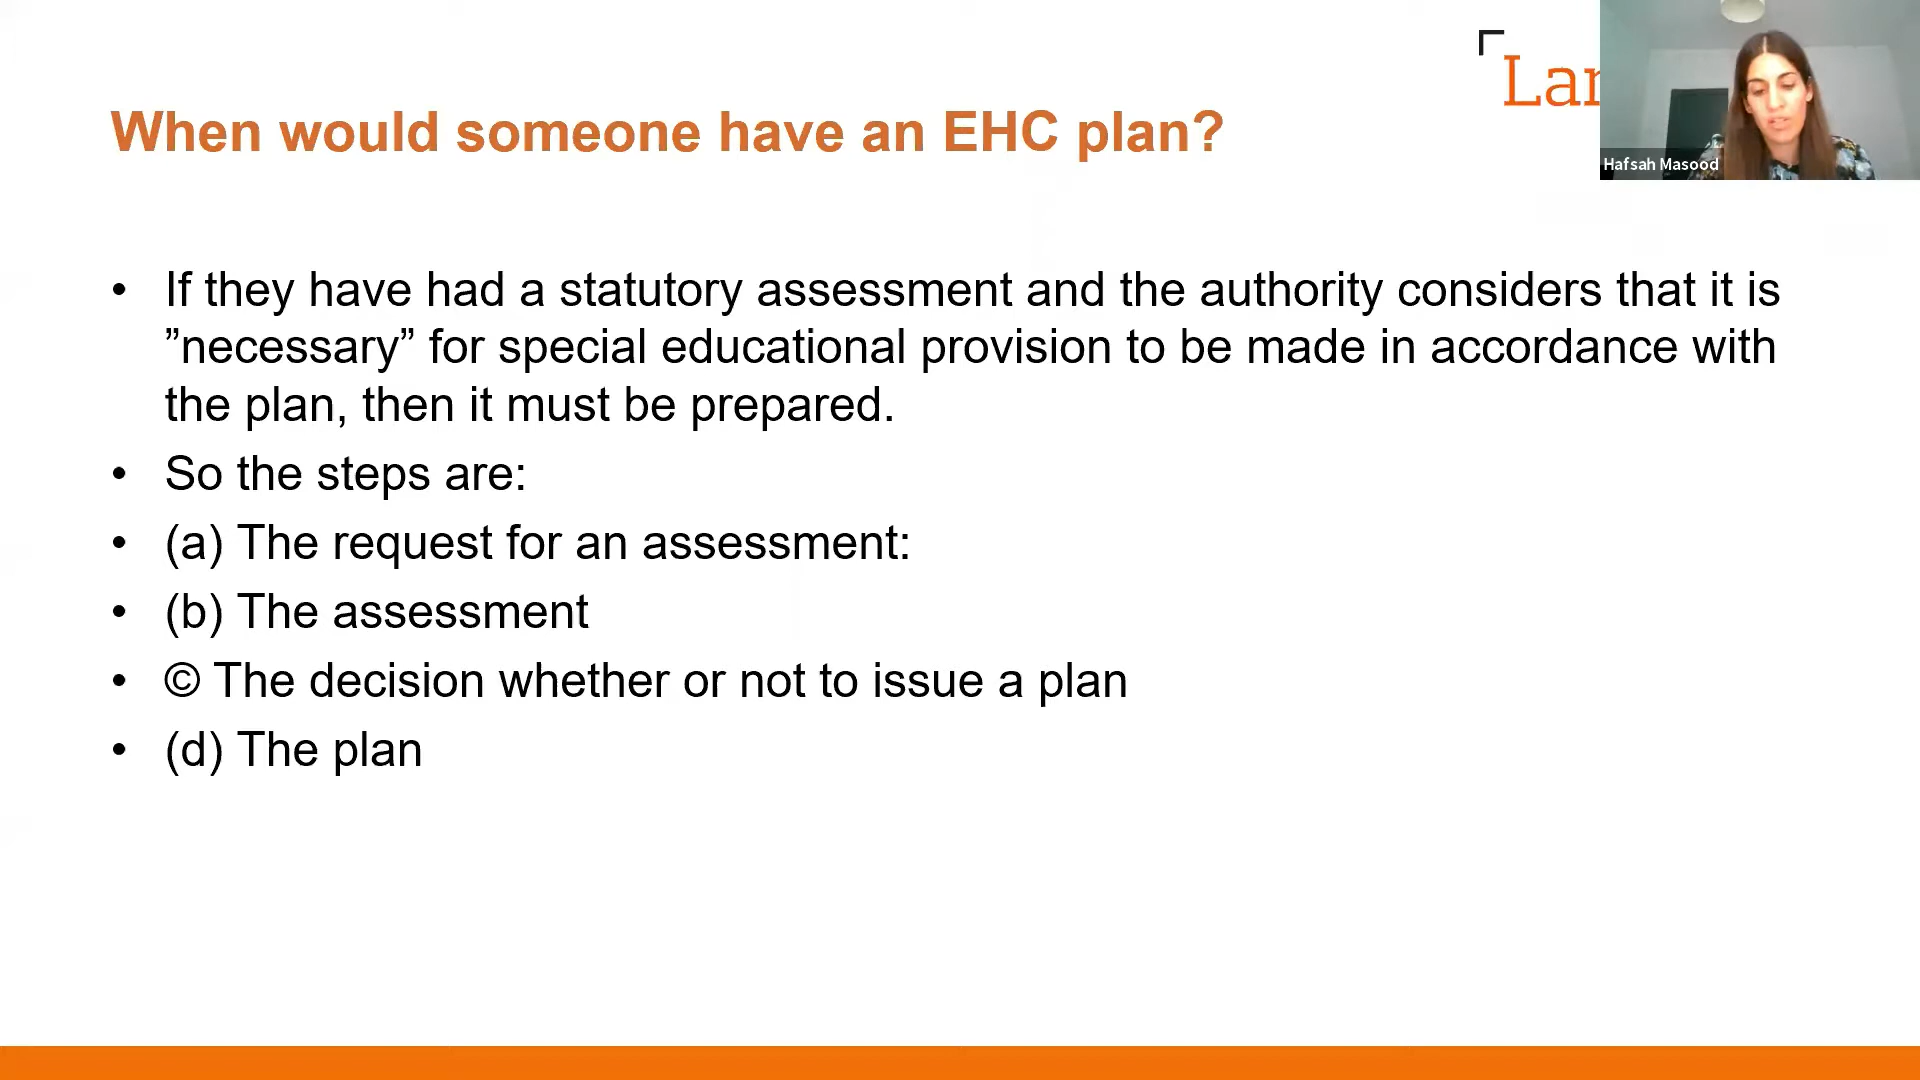 Lar
Hafsah Masood
When would someone have an EHC plan?
• If they have had a statutory assessment and the authority considers that it is
”necessary” for special educational provision to be made in accordance with
the plan, then it must be prepared.
• So the steps are:
• (a) The request for an assessment:
• (b) The assessment
• © The decision whether or not to issue a plan
• (d) The plan